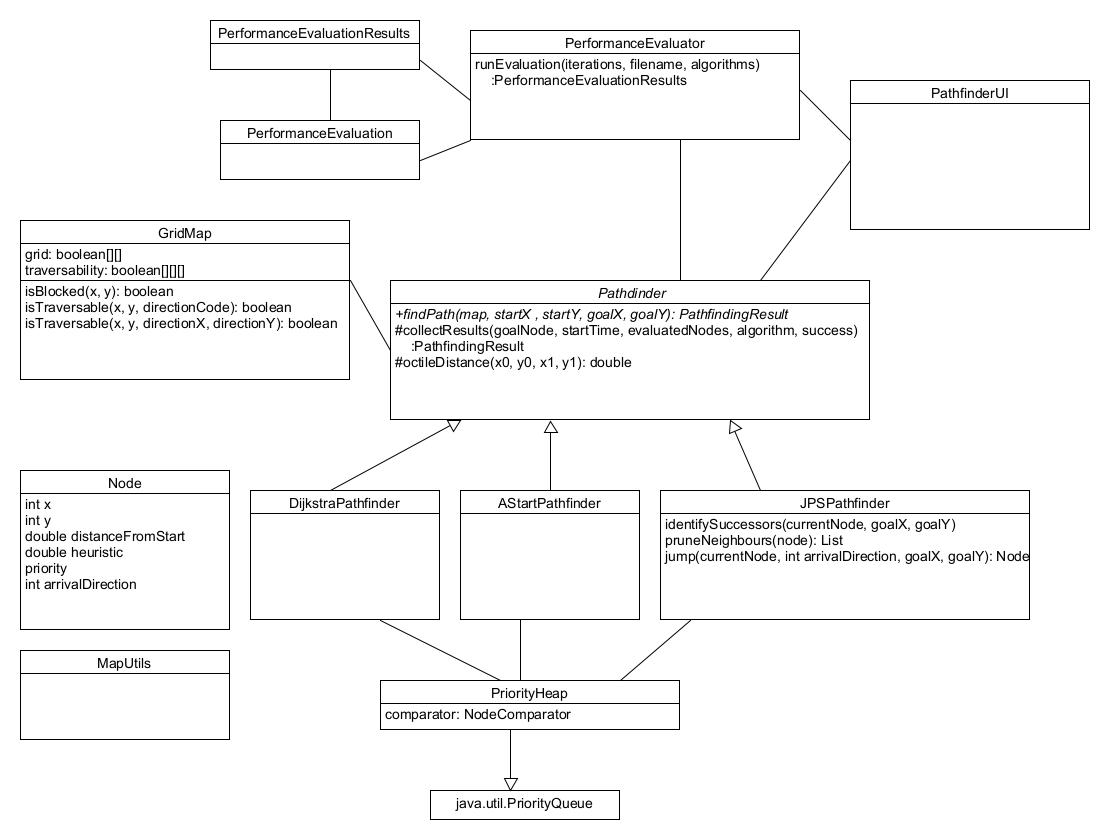 PerformanceEvaluationResults
PerformanceEvaluator
runEvaluation(iterations, filename, algorithms)
:PerformanceEvaluationResults
PathfinderUI
PerformanceEvaluation
GridMap
grid: boolean[][]
traversability: boolean[][][]
isBlocked(x, y): boolean
isTraversable(x, y, directionCode): boolean
isTraversable(x, y, directionX, directionY): boolean
Pathdinder
+findPath(map, startX , startY, goalX, goalY): PathfindingResult
#collectResults(goalNode, startTime, evaluatedNodes, algorithm, success)
:PathfindingResult
#octileDistance(x0, y0, x1, y1): double
Node
int x
int y
double distanceFromStart
double heuristic
priority
int arrivalDirection
DijkstraPathfinder
AStartPathfinder
JPSPathfinder
identifySuccessors(currentNode, goalX, goalY)
pruneNeighbours(node): List
jump(currentNode, int arrivalDirection, goalX, goalY): Node
MapUtils
PriorityHeap
comparator: NodeComparator
java.util.PriorityQueue